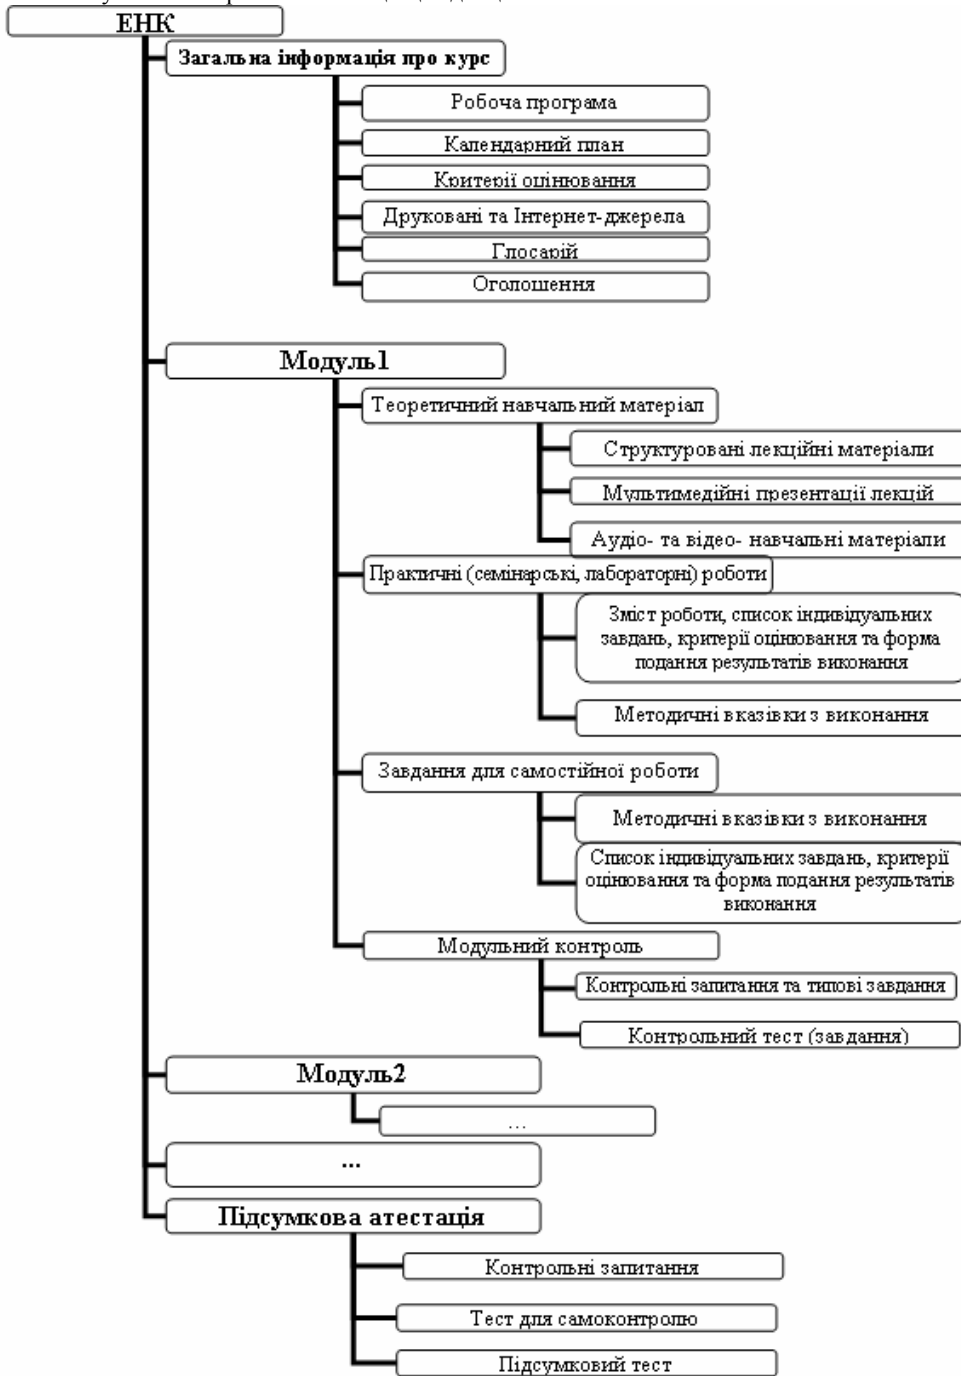 ЕНК
Загальна інформація про курс
Робоча програма
Календарний план
Критерії оцінювання
Друковані та Інтернет-джерела
Глосарій
Оголошення
Модуль1
Теоретичний навчальний матеріал
Структуровані лекційні матеріали
Мультимедійні презентації лекцій
Аудіо- та відео- навчальні матеріали
Практичні (семінарські, лабораторні) роботи
Зміст роботи, список індивідуальних
завдань, критерії оцінювання та форма
подання результатів виконання
Методичні вказівки з виконання
Завдання для самостійної роботи
Методичні вказівки з виконання
Список індивідуальних завдань, критерії
оцінювання та форма подання результатів
виконання
Модульний контроль
Контрольні запитання та типові завдання
Контрольний тест (завдання)
Модуль2
...
...
Підсумкова атестація
Контрольні запитання
Тест для самоконтролю
Підсумковий тест